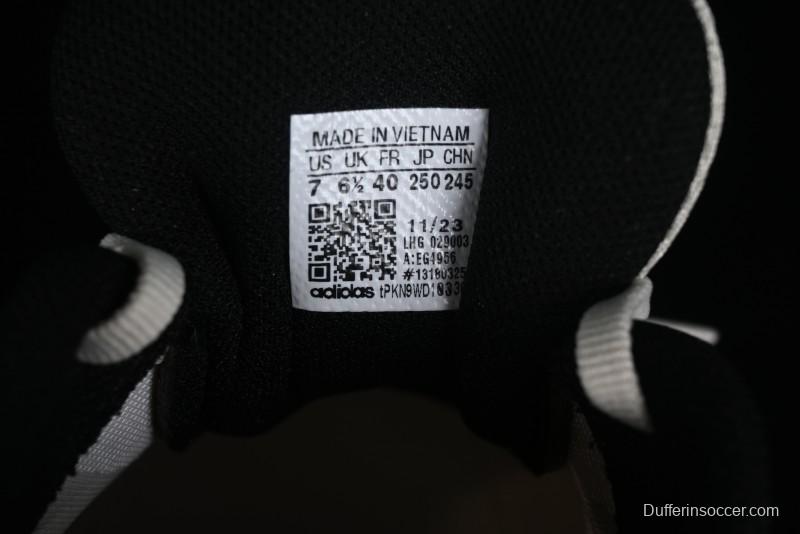 MADE IN VIETNAM
US UK FR JP CHN
7 6½ 40 250 245
11/23
LHG 029003
A:EG4956
#13180325
adidas
Dufferinsoccer.com